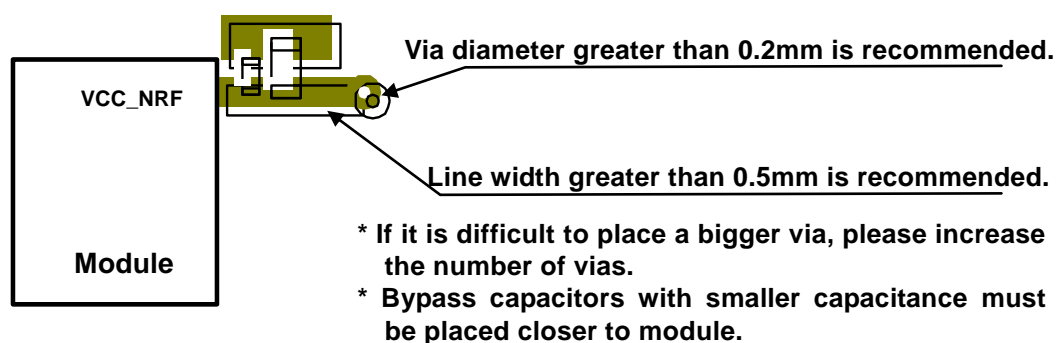 Via diameter greater than 0.2mm is recommended.
VCC_NRF
Line width greater than 0.5mm is recommended.
* If it is difficult to place a bigger via, please increase
the number of vias.
Module
* Bypass capacitors with smaller capacitance must
be placed closer to module.